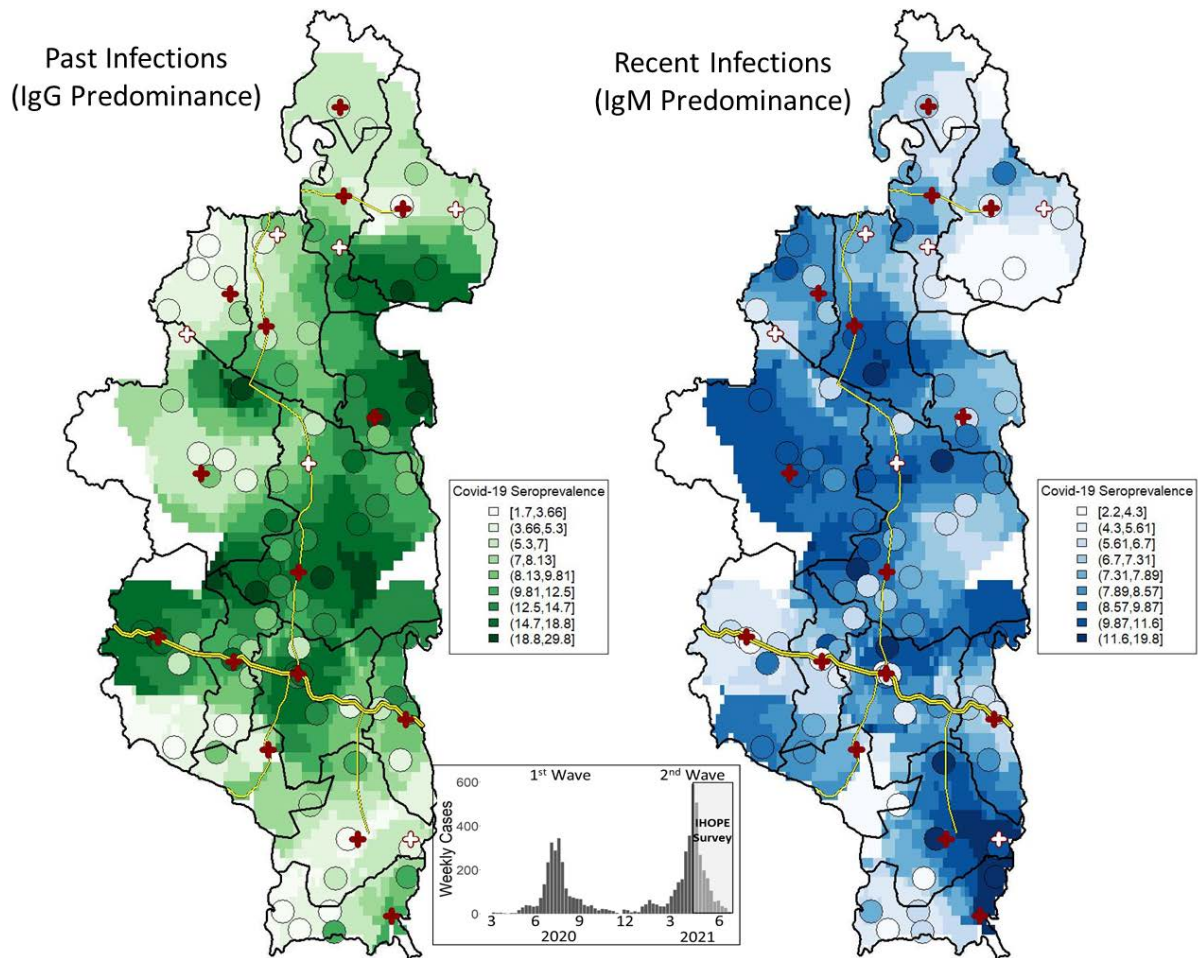 Past Infections
(IgG Predominance)
Recent Infections
(IgM Predominance)
Covid-19 Seroprevalence
[1.7,3.66]
(3.66,5.3]
(5.3,7]
(7,8.13]
(8.13,9.81]
(9.81,12.5]
(12.5,14.7]
(14.7,18.8]
(18.8,29.8]
Covid-19 Seroprevalence
[2.2,4.3]
(4.3,5.61]
(5.61,6.7]
(6.7,7.31]
(7.31,7.89]
(7.89,8.57]
(8.57,9.87]
(9.87,11.6]
(11.6,19.8]
1st Wave
2nd Wave
IHOPE
Survey
Weekly Cases
600
400
200
0
3 6 9 12 3 6
2020 2021